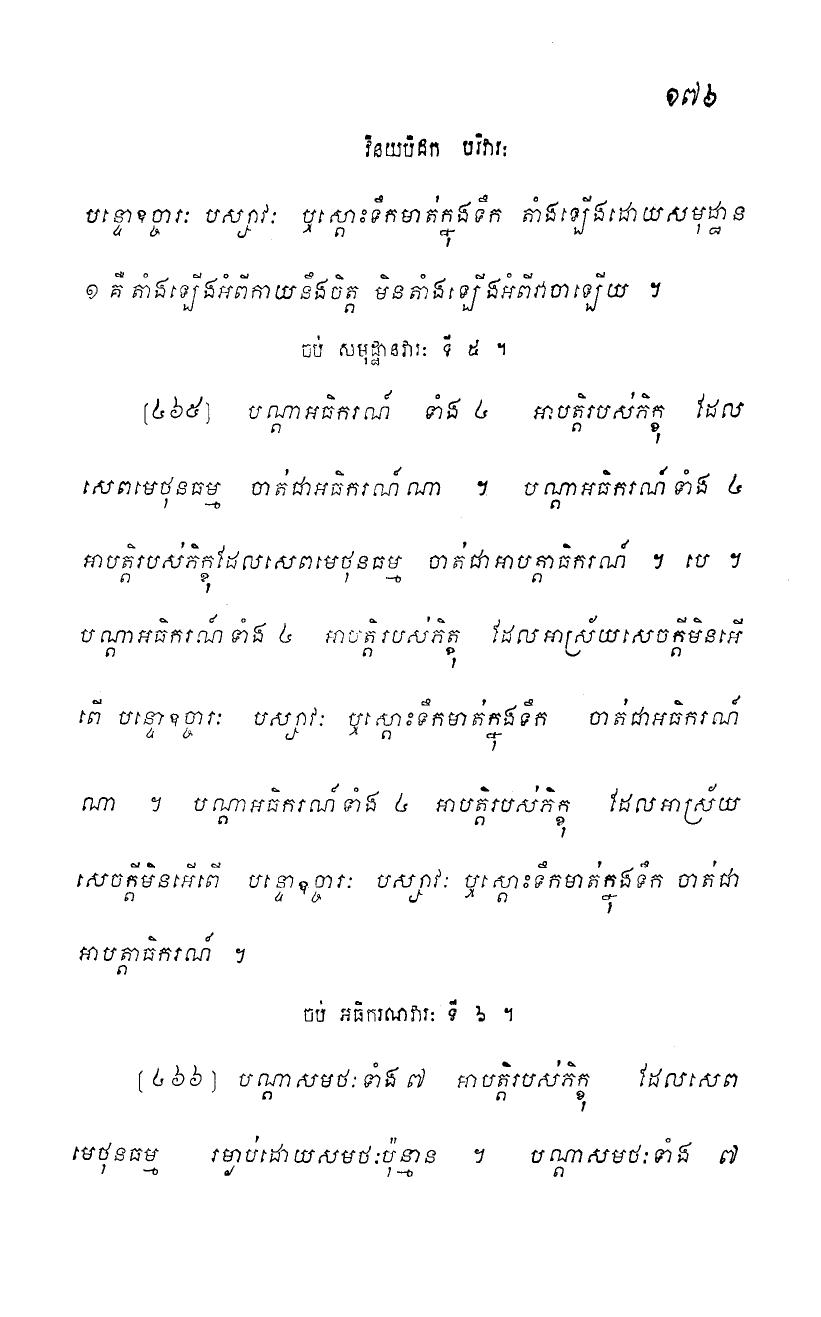 ១៧៦
វិនយបិដក បរិវារៈ
បន្ទោឧច្ចារៈ បស្សាវៈ ឬស្តោះទឹកមាត់ក្នុងទឹក តាំងឡើងដោយសមុដ្ឋាន
១ គឺ តាំងឡើងអំពីកាយនឹងចិត្ត មិនតាំងឡើងអំពីវាចាឡើយ ។
ចប់ សមុដ្ឋានវារៈ ទី ៥ ។
(៤៦៥) បណ្តាអធិករណ៍ ទាំង ៤ អាបត្តិរបស់ភិក្ខុ ដែល
សេពមេថុនធម្ម ចាត់ជាអធិករណ៍ណា ។ បណ្តាអធិករណ៍ទាំង ៤
អាបត្តិរបស់ភិក្ខុដែលសេពមេថុនធម្ម ចាត់ជាអាបត្តាធិករណ៍ ។ បេ ។
បណ្តាអធិករណ៍ទាំង ៤ អាបត្តិរបស់ភិក្ខុ ដែលអាស្រ័យសេចក្តីមិនអើ
ពើ បន្ទោឧច្ចារៈ បស្សាវៈ ឬស្តោះទឹកមាត់ក្នុងទឹក ចាត់ជាអធិករណ៍
ណា ។ បណ្តាអធិករណ៍ទាំង ៤ អាបត្តិរបស់ភិក្ខុ ដែលអាស្រ័យ
សេចក្តីមិនអើពើ បន្ទោឧច្ចារៈ បស្សាវៈ ឬស្តោះទឹកមាត់ក្នុងទឹក ចាត់ជា
អាបត្តាធិករណ៍ ។
ចប់ អធិករណវារៈ ទី ៦ ។
(៤៦៦) បណ្តាសមថៈទាំង ៧ អាបត្តិរបស់ភិក្ខុ ដែលសេព
មេថុនធម្ម រម្ងាប់ដោយសមថៈប៉ុន្មាន ។ បណ្តាសមថៈទាំង ៧